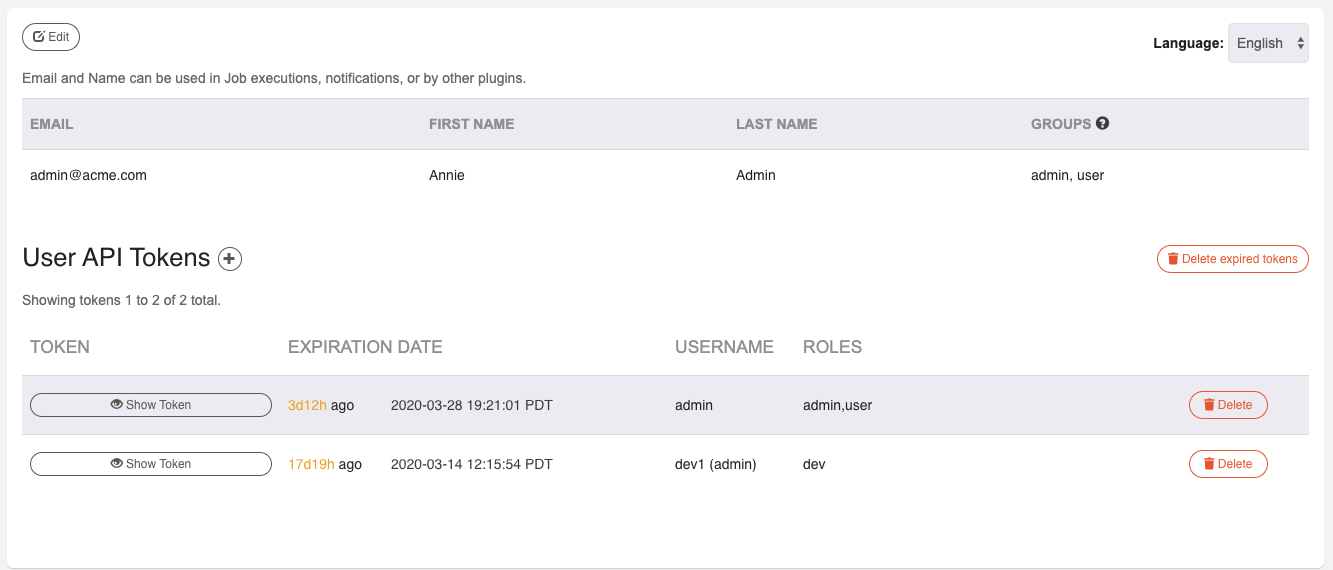 Edit
Language: English
Email and Name can be used in Job executions, notifications, or by other plugins.
EMAIL FIRST NAME LAST NAME GROUPS ?
admin@acme.com Annie Admin admin, user
User API Tokens +
Delete expired tokens
Showing tokens 1 to 2 of 2 total.
TOKEN EXPIRATION DATE USERNAME ROLES
Show Token 3d12h ago 2020-03-28 19:21:01 PDT admin admin,user Delete
Show Token 17d19h ago 2020-03-14 12:15:54 PDT dev1 (admin) dev Delete